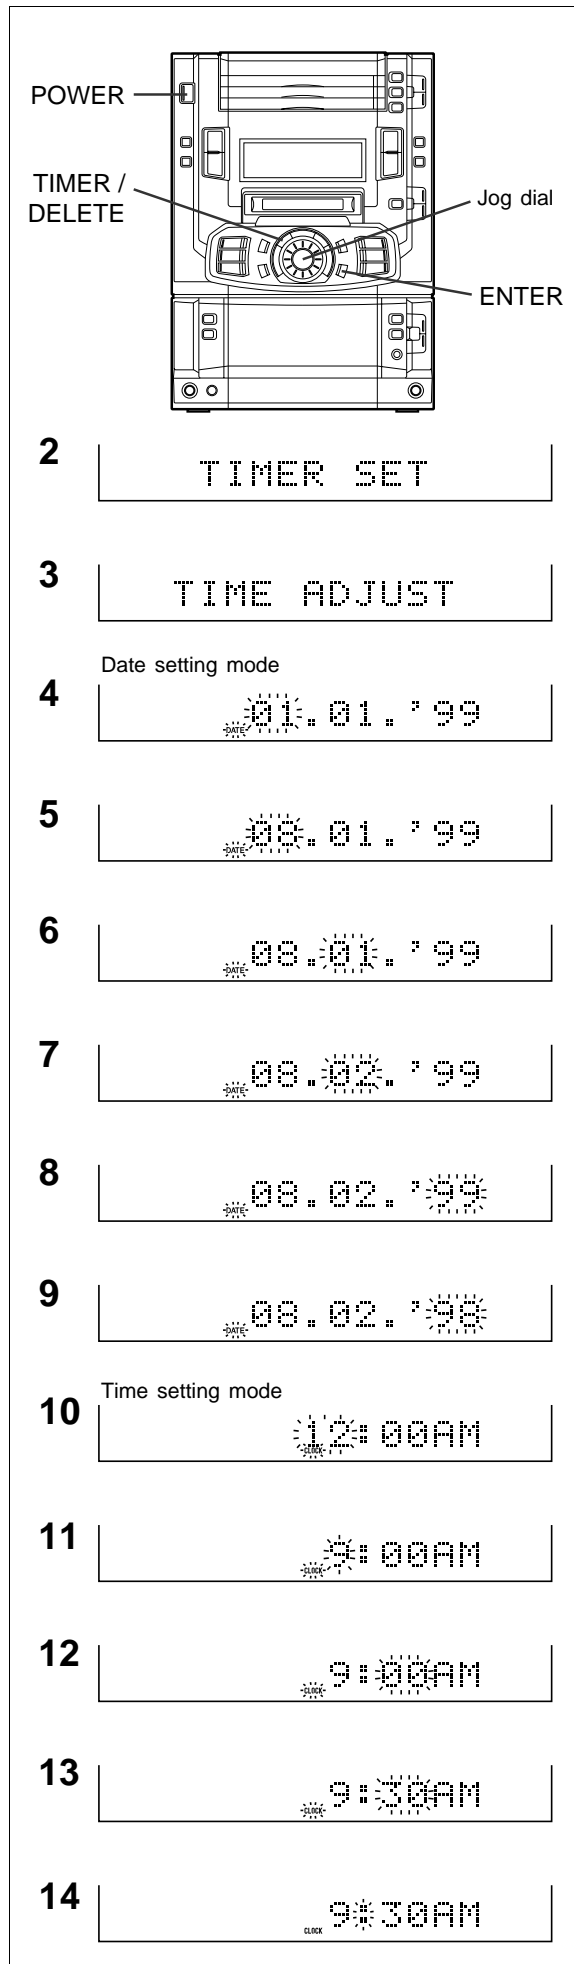 POWER
TIMER /
DELETE
Jog dial
ENTER
2
TIMER SET
3
TIME ADJUST
Date setting mode
4
DATE 01.01.'99
5
DATE 08.01.'99
6
DATE 08.01.'99
7
DATE 08.02.'99
8
DATE 08.02.'99
9
DATE 08.02.'98
Time setting mode
10
CLOCK 12:00AM
11
CLOCK 9:00AM
12
CLOCK 9:00AM
13
CLOCK 9:30AM
14
CLOCK 9:30AM